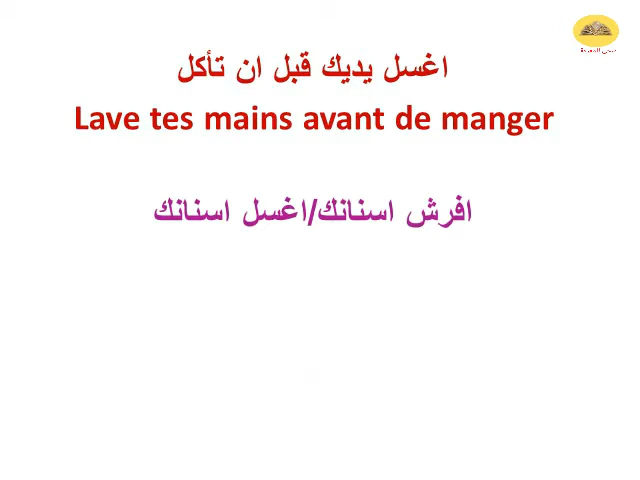 اغسل يديك قبل ان تأكل
Lave tes mains avant de manger
افرش اسنانك/اغسل اسنانك